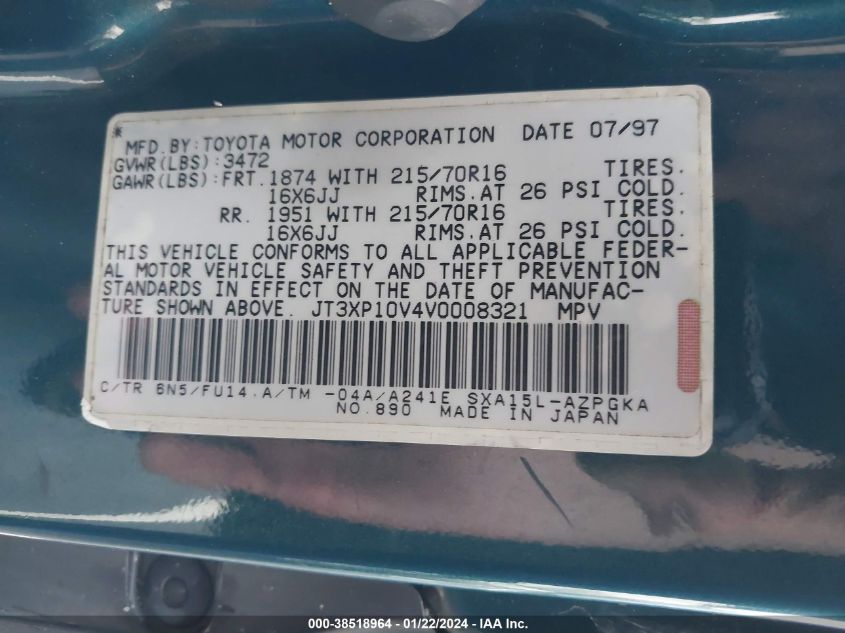 *
MFD.BY:TOYOTA MOTOR CORPORATION DATE 07/97
GVWR(LBS):3472
GAWR(LBS):FRT.1874 WITH 215/70R16 TIRES.
16X6JJ RIMS.AT 26 PSI COLD.
RR. 1951 WITH 215/70R16 TIRES.
16X6JJ RIMS.AT 26 PSI COLD.
THIS VEHICLE CONFORMS TO ALL APPLICABLE FEDER-
AL MOTOR VEHICLE SAFETY AND THEFT PREVENTION
STANDARDS IN EFFECT ON THE DATE OF MANUFAC-
TURE SHOWN ABOVE. JT3XP10V4V0008321 MPV
C/TR 6N5/FU14.A/TM -04A/A241E SXA15L-AZPGKA
NO.890 MADE IN JAPAN
000-38518964 - 01/22/2024 - IAA Inc.